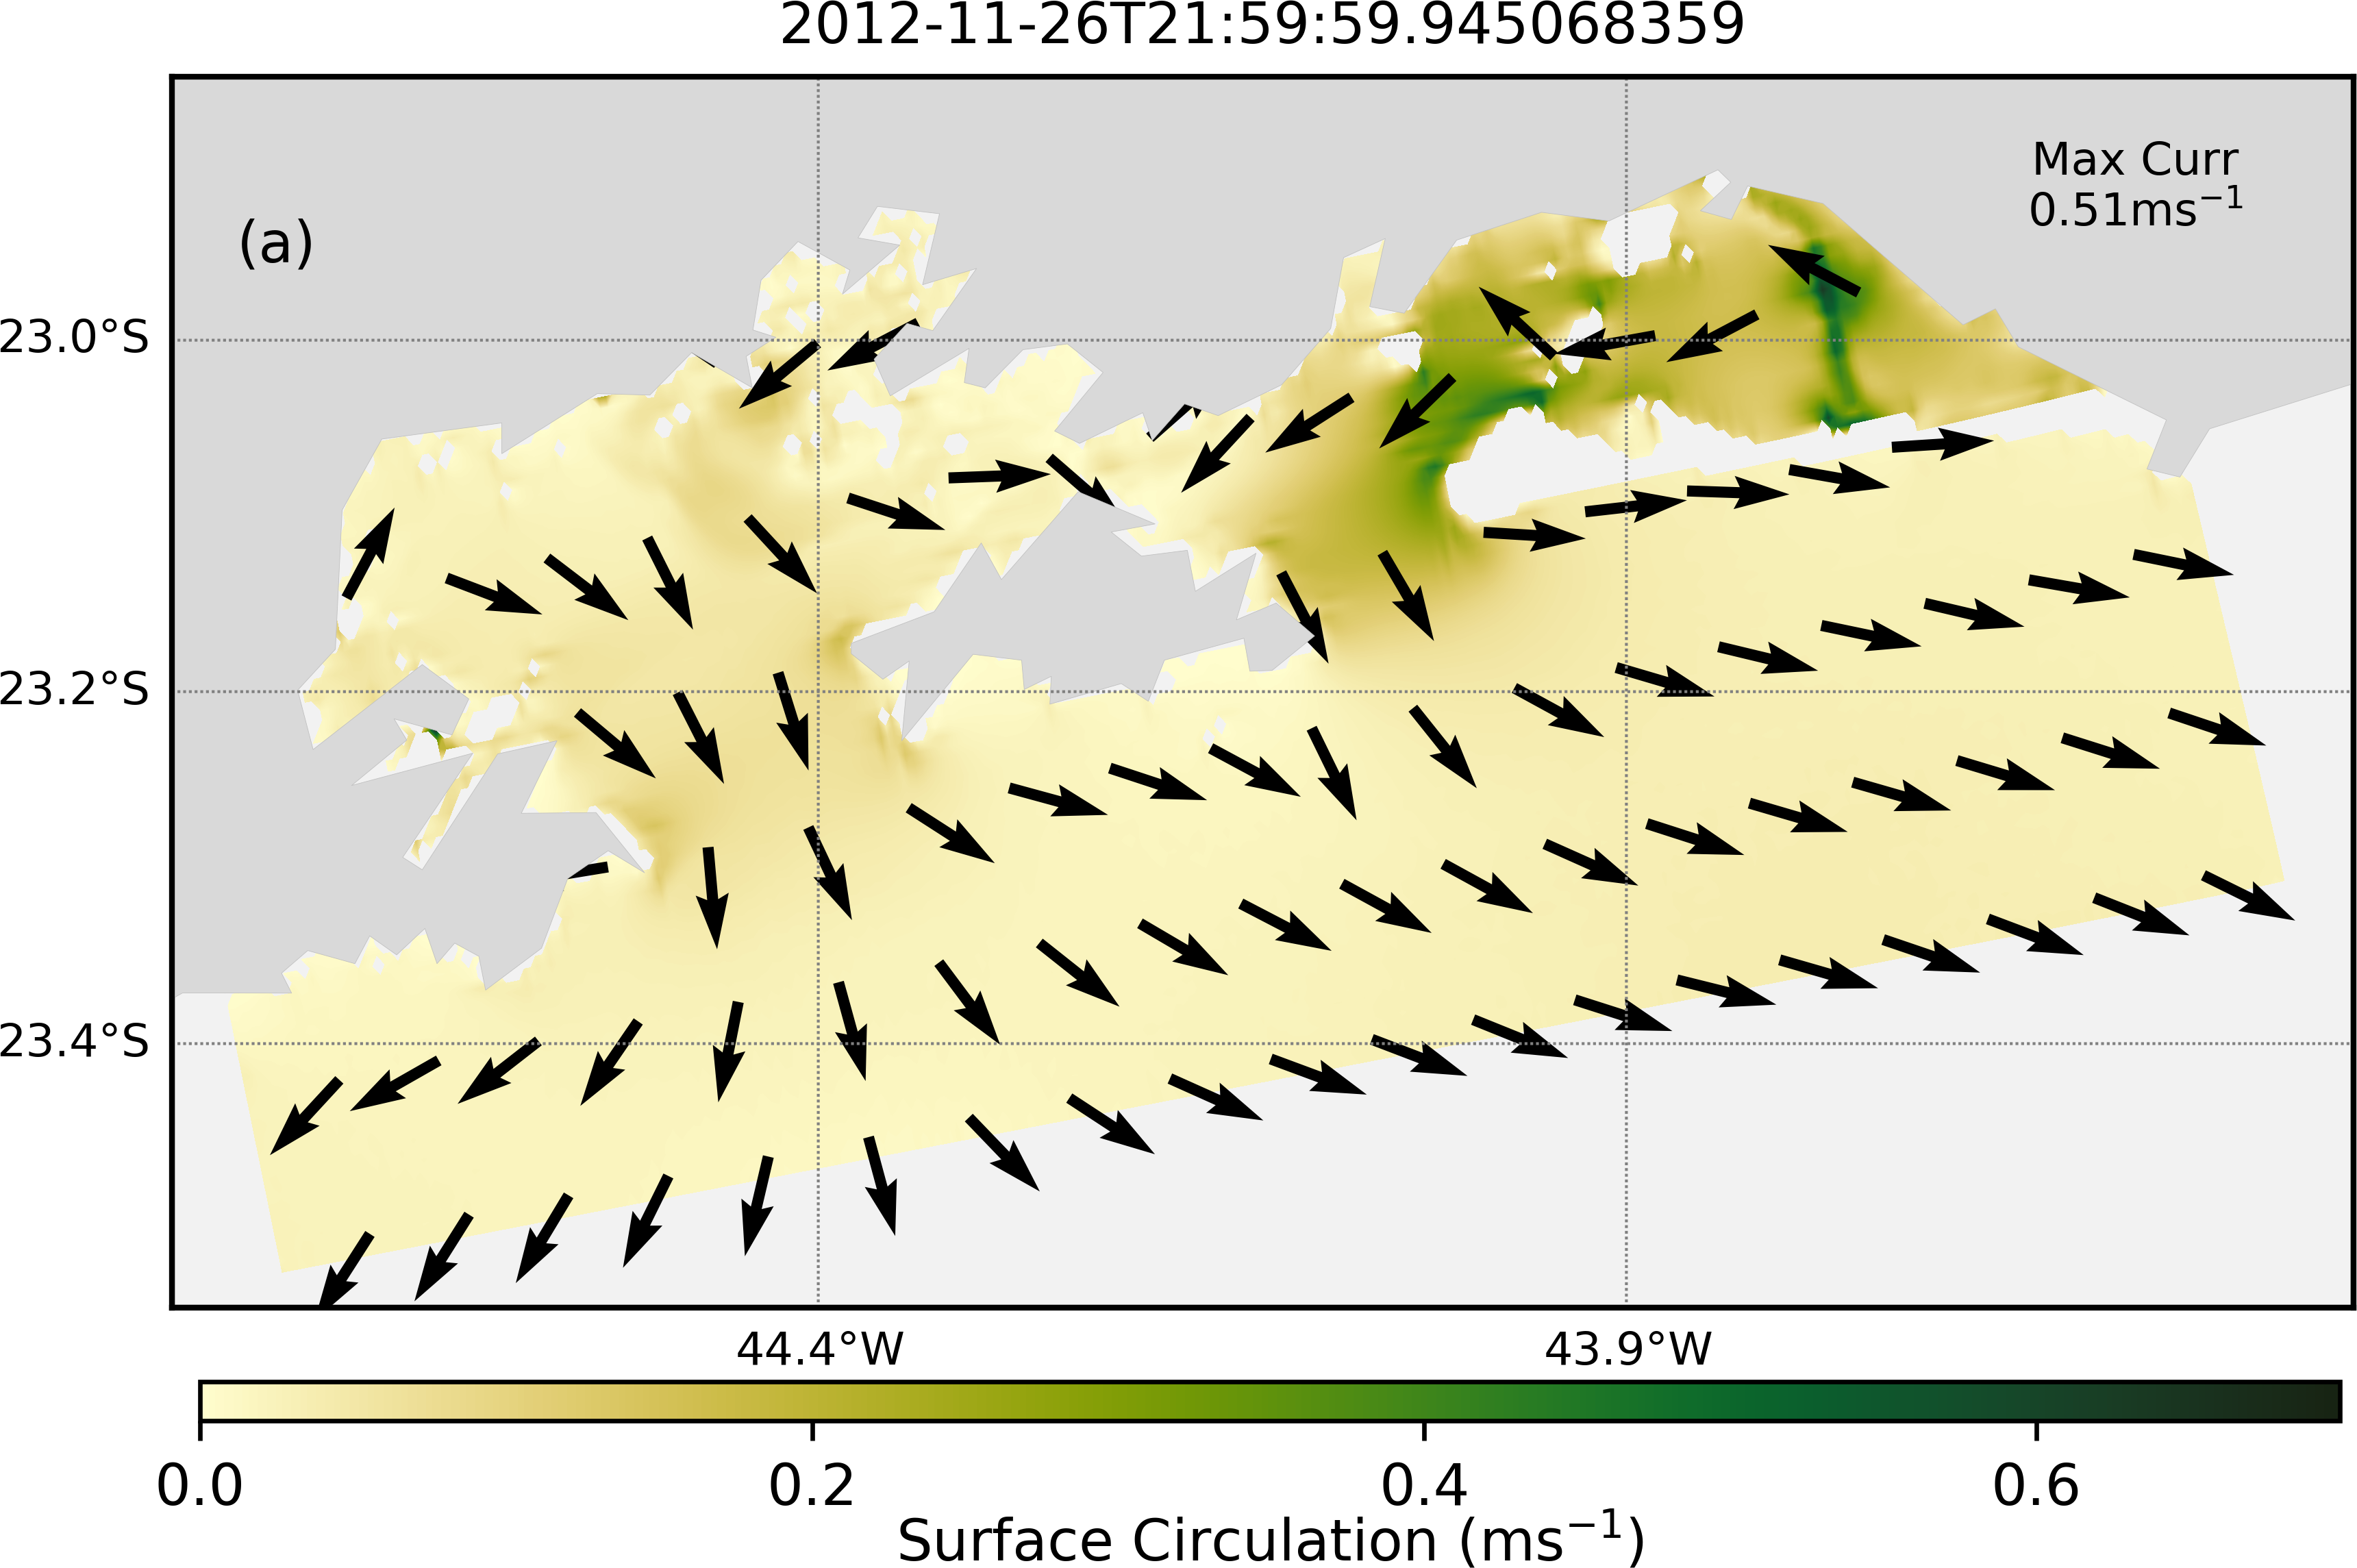 2012-11-26T21:59:59.945068359
Max Curr
0.51ms⁻¹
(a)
23.0°S
23.2°S
23.4°S
44.4°W 43.9°W
0.0 0.2 0.4 0.6
Surface Circulation (ms⁻¹)